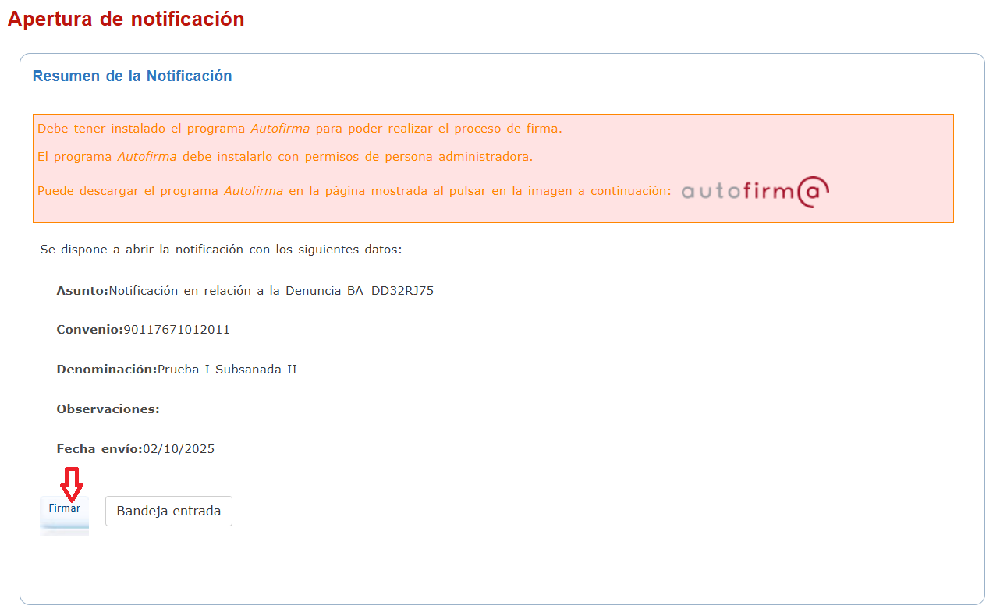 Apertura de notificación
Resumen de la Notificación
Debe tener instalado el programa Autofirma para poder realizar el proceso de firma.
El programa Autofirma debe instalarlo con permisos de persona administradora.
Puede descargar el programa Autofirma en la página mostrada al pulsar en la imagen a continuación: autofirm@
Se dispone a abrir la notificación con los siguientes datos:
Asunto:Notificación en relación a la Denuncia BA_DD32RJ75
Convenio:90117671012011
Denominación:Prueba I Subsanada II
Observaciones:
Fecha envío:02/10/2025
Firmar Bandeja entrada